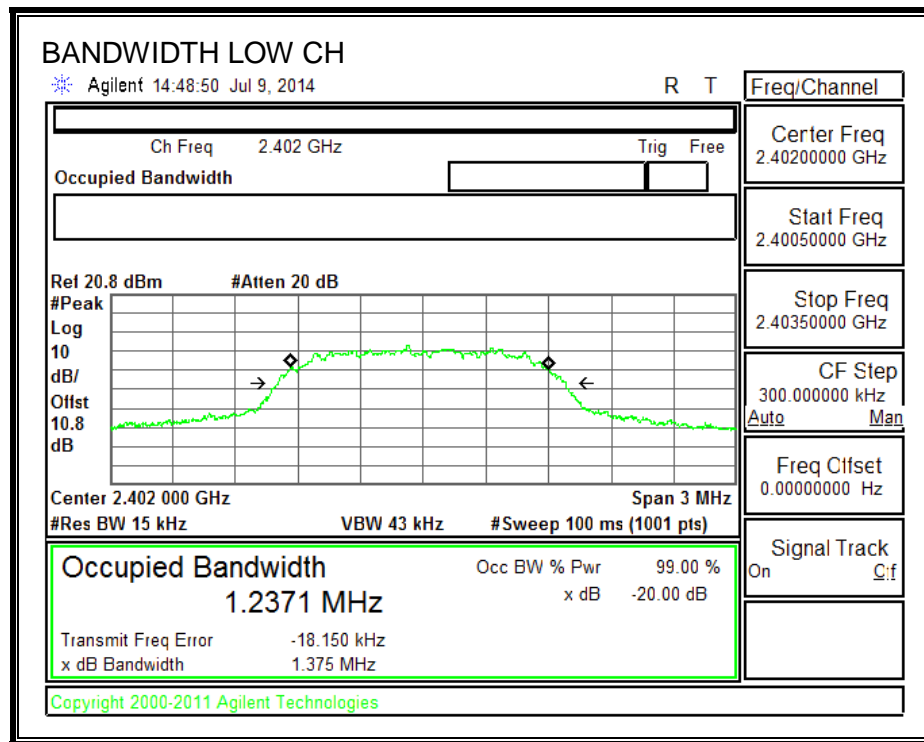 BANDWIDTH LOW CH
Agilent 14:48:50 Jul 9, 2014 R T
Freq/Channel
Ch Freq 2.402 GHz Trig Free
Occupied Bandwidth
Center Freq
2.40200000 GHz
Start Freq
2.40050000 GHz
Stop Freq
2.40350000 GHz
CF Step
300.000000 kHz
Auto Man
Freq Offset
0.00000000 Hz
Signal Track
On Off
Ref 20.8 dBm #Atten 20 dB
#Peak
Log
10
dB/
Offst
10.8
dB
Center 2.402 000 GHz Span 3 MHz
#Res BW 15 kHz VBW 43 kHz #Sweep 100 ms (1001 pts)
Occupied Bandwidth
1.2371 MHz
Occ BW % Pwr 99.00 %
x dB -20.00 dB
Transmit Freq Error -18.150 kHz
x dB Bandwidth 1.375 MHz
Copyright 2000-2011 Agilent Technologies